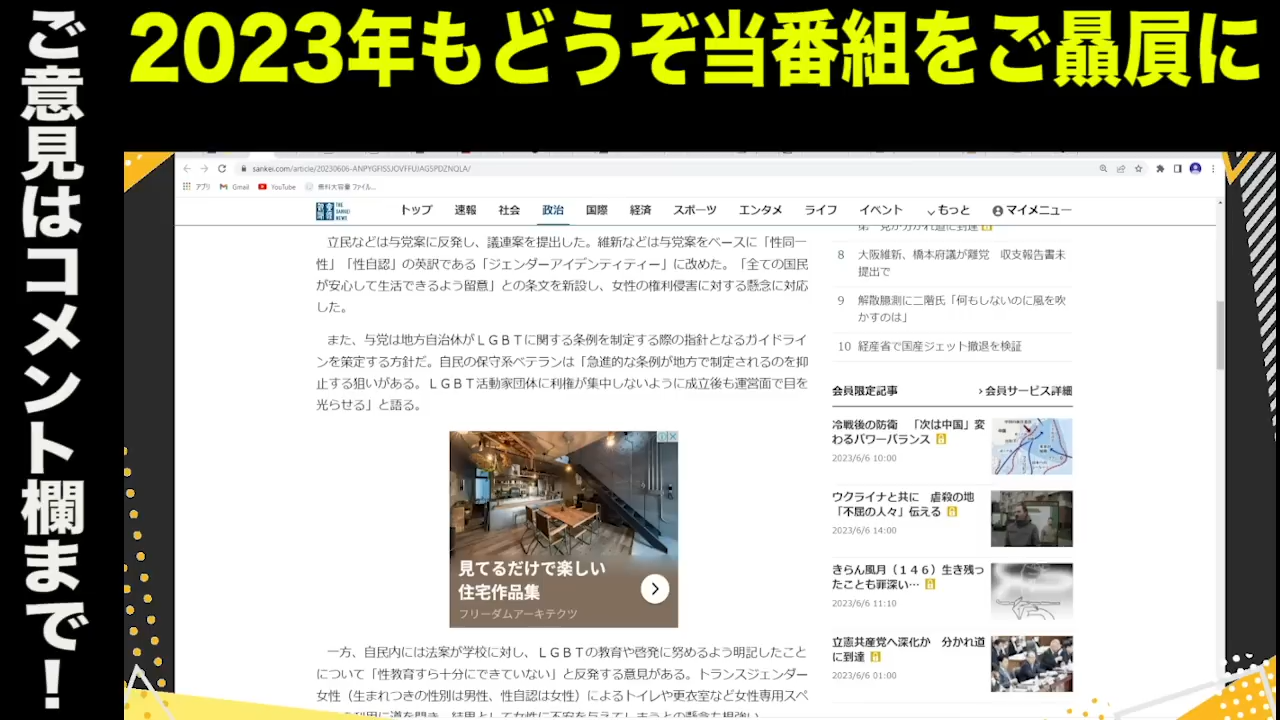 2023年もどうぞ当番組をご贔屓に
ご意見はコメント欄まで！
sankei.com/article/20230606-ANPYGFISSJOVFFUJAGSPDZNQLA/
アプリ
Gmail
YouTube
無料大容量 ファイル...
THE SANKEI NEWS
トップ
速報
社会
政治
国際
経済
スポーツ
エンタメ
ライフ
イベント
もっと
マイメニュー
立民などは与党案に反発し、議連案を提出した。維新などは与党案をベースに「性同一
性」「性自認」の英訳である「ジェンダーアイデンティティー」に改めた。「全ての国民
が安心して生活できるよう留意」との条文を新設し、女性の権利侵害に対する懸念に対応
した。
また、与党は地方自治体がＬＧＢＴに関する条例を制定する際の指針となるガイドライ
ンを策定する方針だ。自民の保守系ベテランは「急進的な条例が地方で制定されるのを抑
止する狙いがある。ＬＧＢＴ活動家団体に利権が集中しないように成立後も運営面で目を
光らせる」と語る。
見てるだけで楽しい
住宅作品集
フリーダムアーキテクツ
一方、自民内には法案が学校に対し、ＬＧＢＴの教育や啓発に努めるよう明記したこと
について「性教育すら十分にできていない」と反発する意見がある。トランスジェンダー
女性（生まれつきの性別は男性、性自認は女性）によるトイレや更衣室など女性専用スペ
8 大阪維新、橋本府議が離党　収支報告書未
提出で
9 解散臆測に二階氏「何もしないのに風を吹
かすのは」
10 経産省で国産ジェット撤退を検証
会員限定記事
› 会員サービス詳細
冷戦後の防衛　「次は中国」変
わるパワーバランス
2023/6/6 10:00
ウクライナと共に　虐殺の地
「不屈の人々」伝える
2023/6/6 14:00
きらん風月（１４６）生き残っ
たことも罪深い…
2023/6/6 11:10
立憲共産党へ深化か　分かれ道
に到達
2023/6/6 01:00